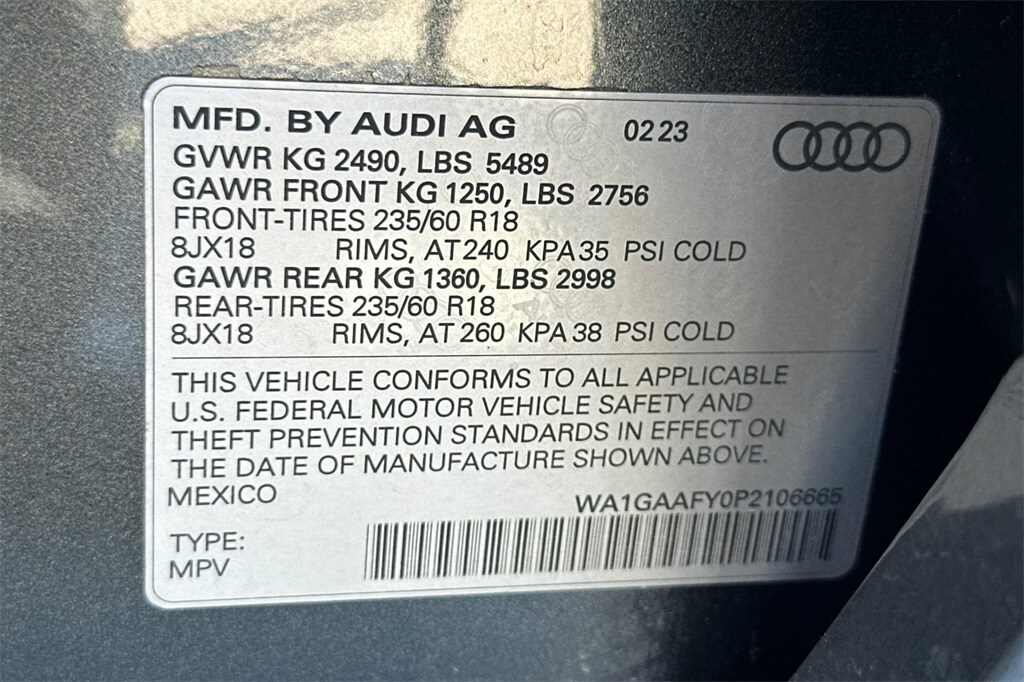 MFD. BY AUDI AG 02 23
GVWR KG 2490, LBS 5489
GAWR FRONT KG 1250, LBS 2756
FRONT-TIRES 235/60 R18
8JX18 RIMS, AT 240 KPA 35 PSI COLD
GAWR REAR KG 1360, LBS 2998
REAR-TIRES 235/60 R18
8JX18 RIMS, AT 260 KPA 38 PSI COLD
THIS VEHICLE CONFORMS TO ALL APPLICABLE
U.S. FEDERAL MOTOR VEHICLE SAFETY AND
THEFT PREVENTION STANDARDS IN EFFECT ON
THE DATE OF MANUFACTURE SHOWN ABOVE.
MEXICO WA1GAAFY0P2106665
TYPE:
MPV